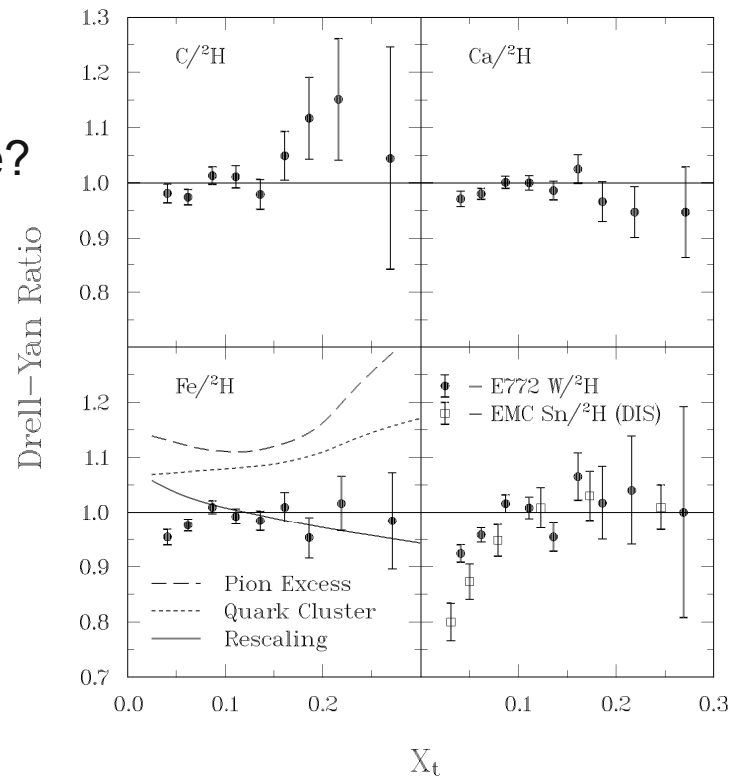 e?
Drell–Yan Ratio
1.3
1.2
1.1
1.0
0.9
0.8
C/²H
Ca/²H
1.2
1.1
1.0
0.9
0.8
0.7
Fe/²H
Pion Excess
Quark Cluster
Rescaling
– E772 W/²H
– EMC Sn/²H (DIS)
0.0 0.1 0.2 0.1 0.2 0.3
Xt